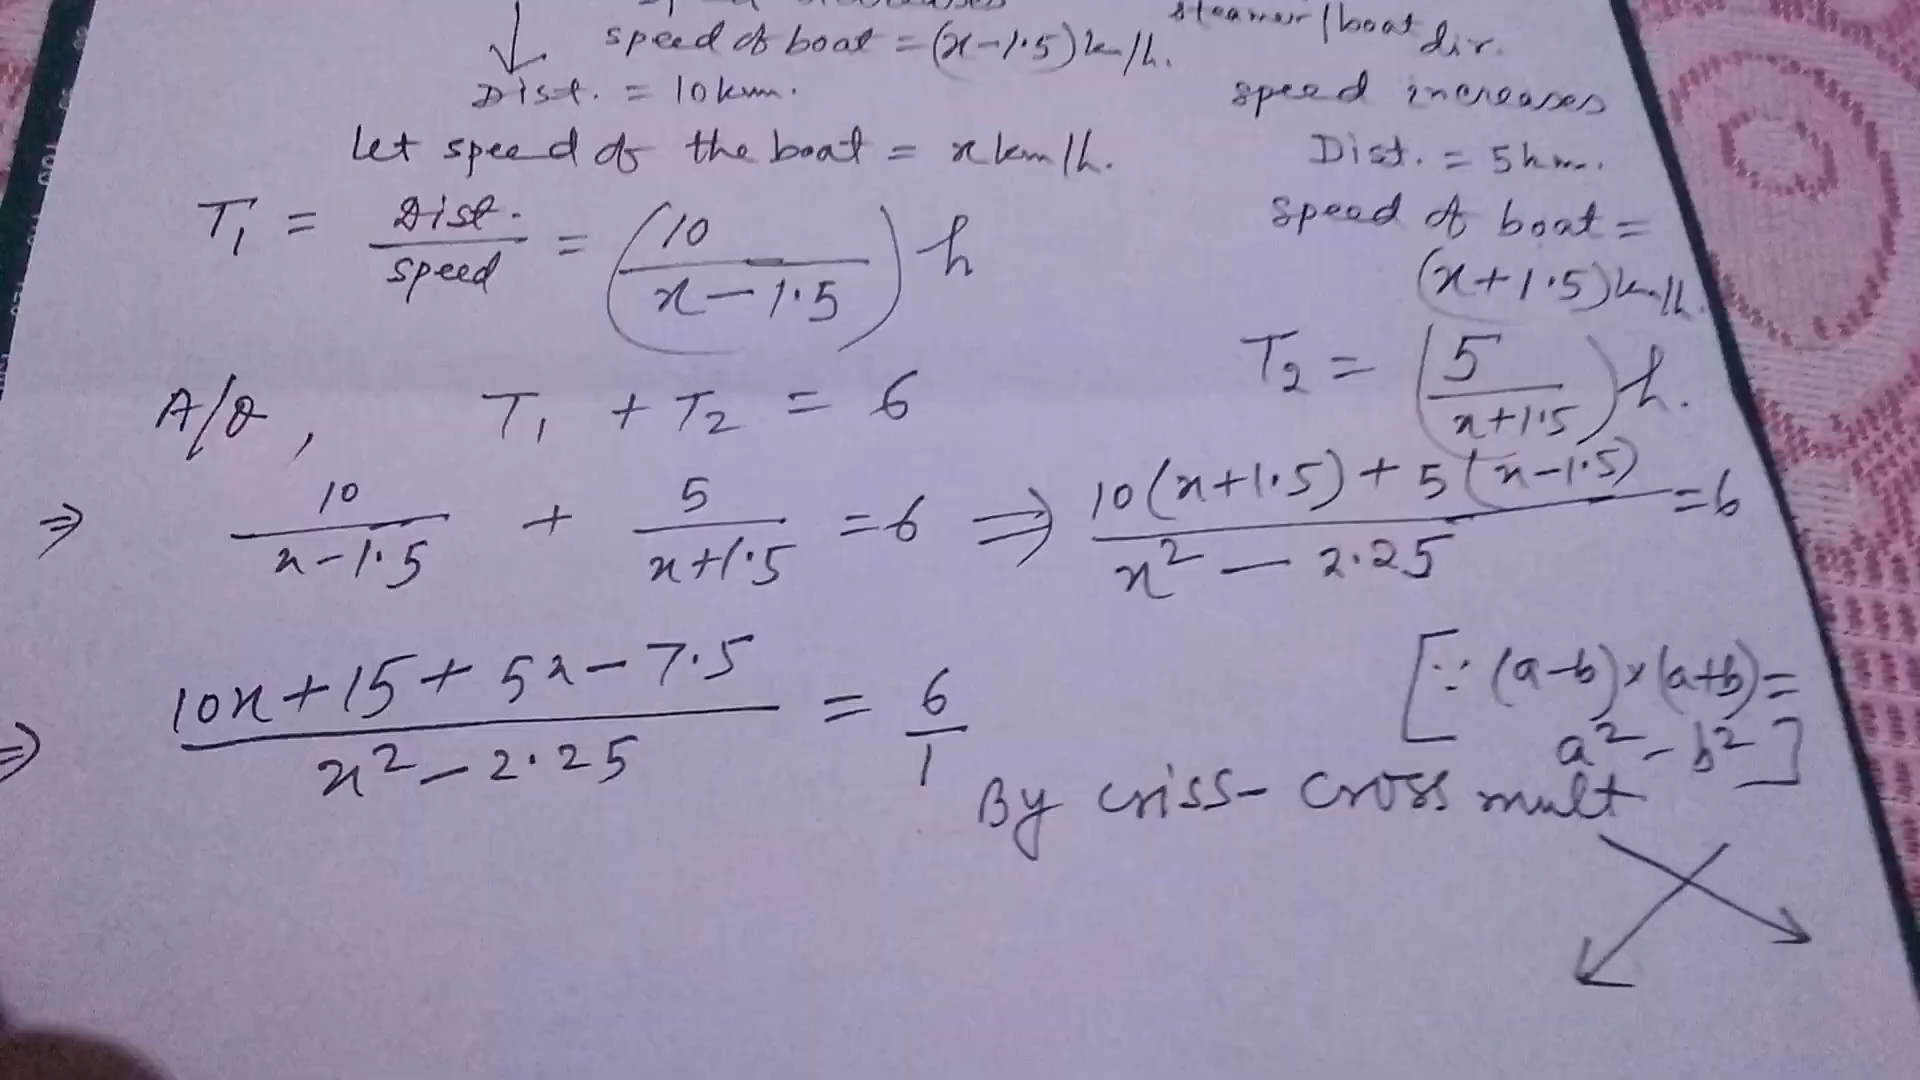 steamer/boat dir.
speed of boat = (x-1.5) km/h.
Dist. = 10 km.
speed increases
Let speed of the boat = x km/h.
Dist. = 5 km.
T₁ = Dist./speed = (10/(x-1.5)) h
speed of boat =
(x+1.5) km/h.
T₂ = (5/(x+1.5)) h.
A/Q, T₁ + T₂ = 6
⇒ 10/(x-1.5) + 5/(x+1.5) = 6 ⇒ (10(x+1.5) + 5(x-1.5))/(x² - 2.25) = 6
⇒ (10x + 15 + 5x - 7.5)/(x² - 2.25) = 6/1
[∵ (a-b)×(a+b) =
a² - b²]
By criss-cross mult